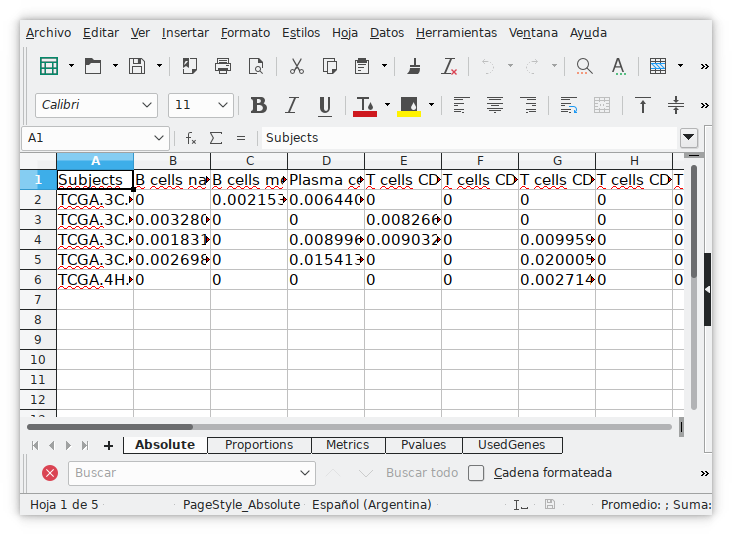 Archivo Editar Ver Insertar Formato Estilos Hoja Datos Herramientas Ventana Ayuda
Calibri 11 B I U T A
A1 fx Σ = Subjects
A B C D E F G H
1 Subjects B cells na B cells me Plasma ce T cells CD T cells CD T cells CD T cells CD T
2 TCGA.3C. 0 0.002153 0.006440 0 0 0 0 0
3 TCGA.3C. 0.003280 0 0 0.008266 0 0 0 0
4 TCGA.3C. 0.001831 0 0.008996 0.009032 0 0.009959 0 0
5 TCGA.3C. 0.002698 0 0.015413 0 0 0.020005 0 0
6 TCGA.4H. 0 0 0 0 0 0.002714 0 0
7
8
9
10
11
12
Absolute Proportions Metrics Pvalues UsedGenes
Buscar Buscar todo Cadena formateada
Hoja 1 de 5 PageStyle_Absolute Español (Argentina) Promedio: ; Suma: